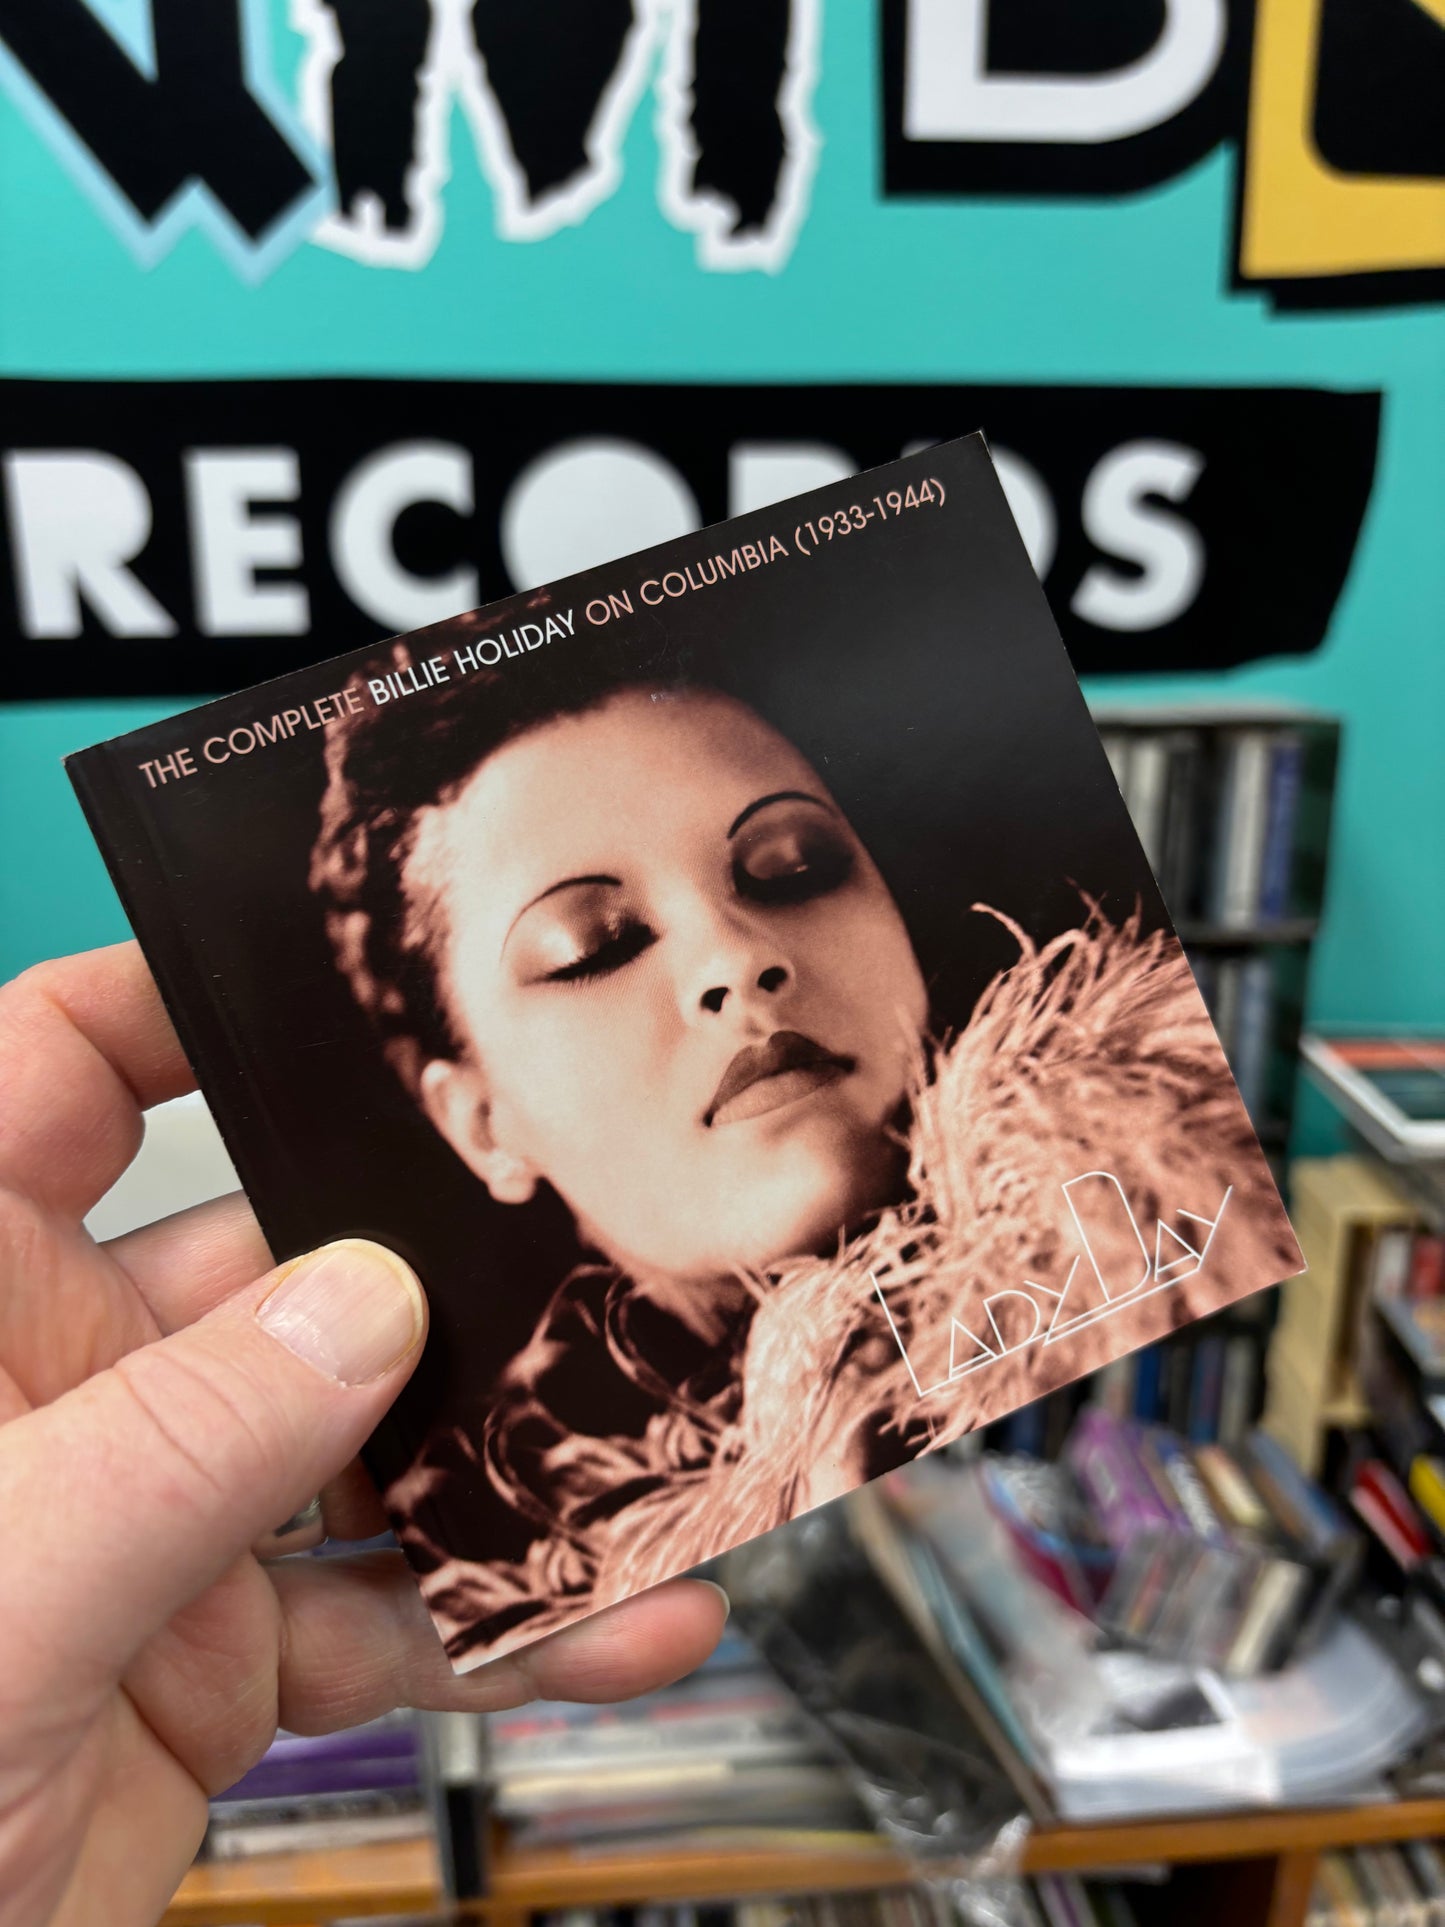 RECORDS
THE COMPLETE BILLIE HOLIDAY ON COLUMBIA (1933-1944)
LADY DAY